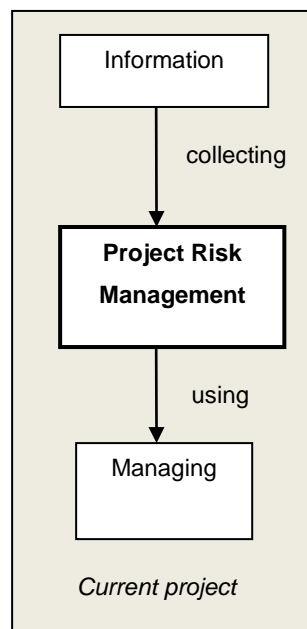 Information
collecting
Project Risk
Management
using
Managing
Current project